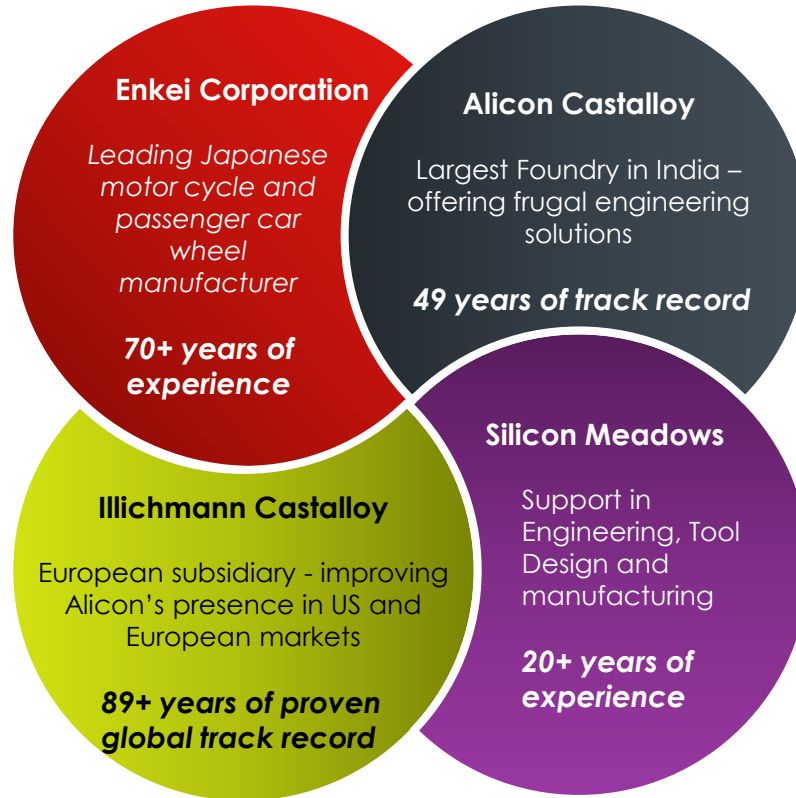 Enkei Corporation
Leading Japanese
motor cycle and
passenger car
wheel
manufacturer
70+ years of
experience
Alicon Castalloy
Largest Foundry in India –
offering frugal engineering
solutions
49 years of track record
Illichmann Castalloy
European subsidiary - improving
Alicon’s presence in US and
European markets
89+ years of proven
global track record
Silicon Meadows
Support in
Engineering, Tool
Design and
manufacturing
20+ years of
experience